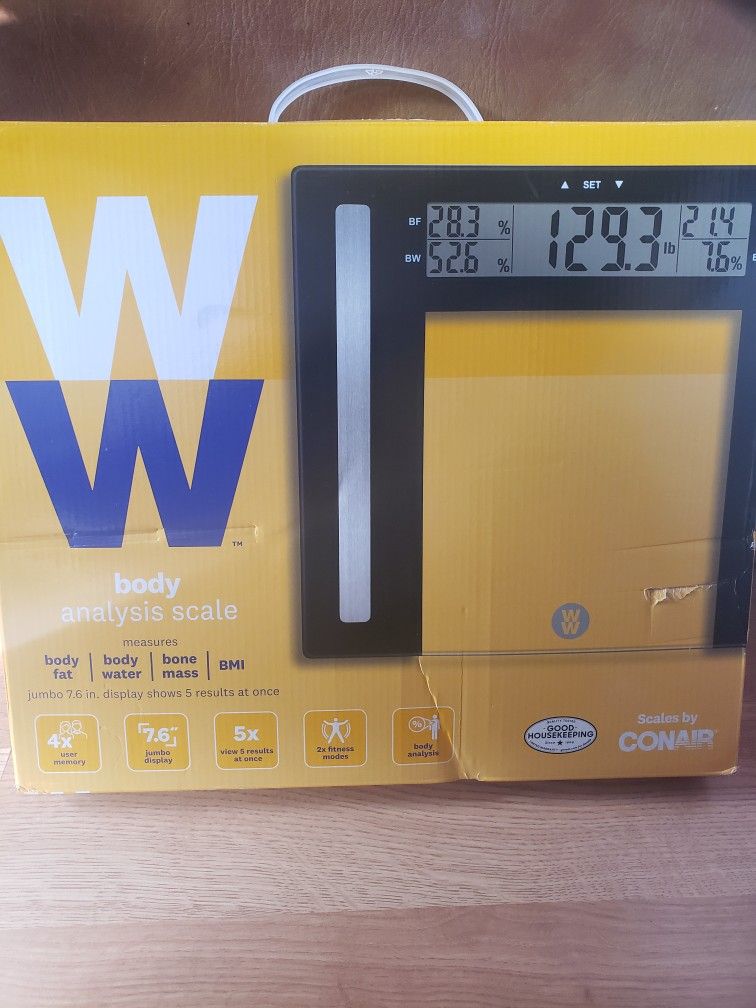 ▲ SET ▼
BF 28.3 % 129.3 lb 21.4
BW 52.6 % 7.6%
W
W
TM
body
analysis scale
measures
body fat | body water | bone mass | BMI
jumbo 7.6 in. display shows 5 results at once
4x
user
memory
7.6"
jumbo
display
5x
view 5 results
at once
2x fitness
modes
%
body
analysis
W
W
GOOD
HOUSEKEEPING
Scales by
CONAIR